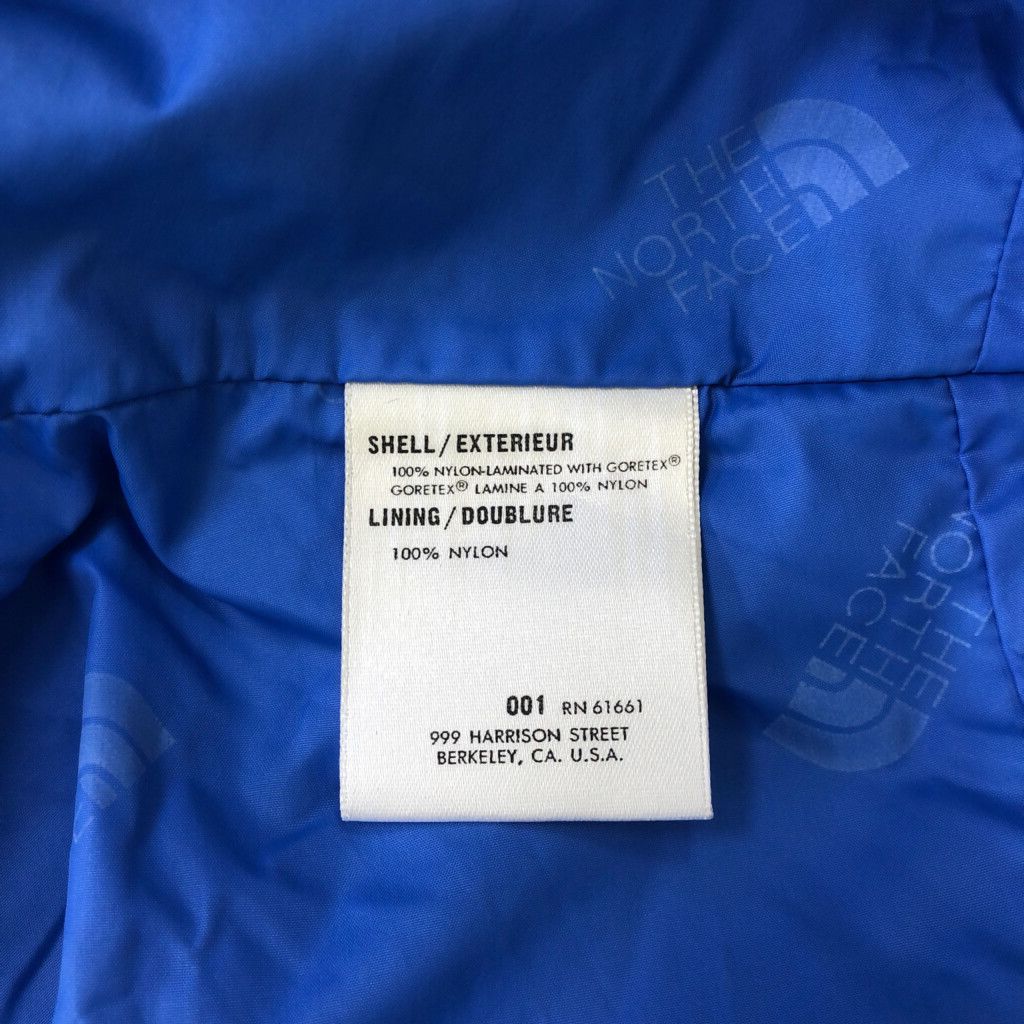 THE
NORTH
FACE
SHELL/EXTERIEUR
100% NYLON-LAMINATED WITH GORETEX®
GORETEX® LAMINE A 100% NYLON
LINING/DOUBLURE
100% NYLON
001 RN 61661
999 HARRISON STREET
BERKELEY, CA. U.S.A.
THE
NORTH
FACE